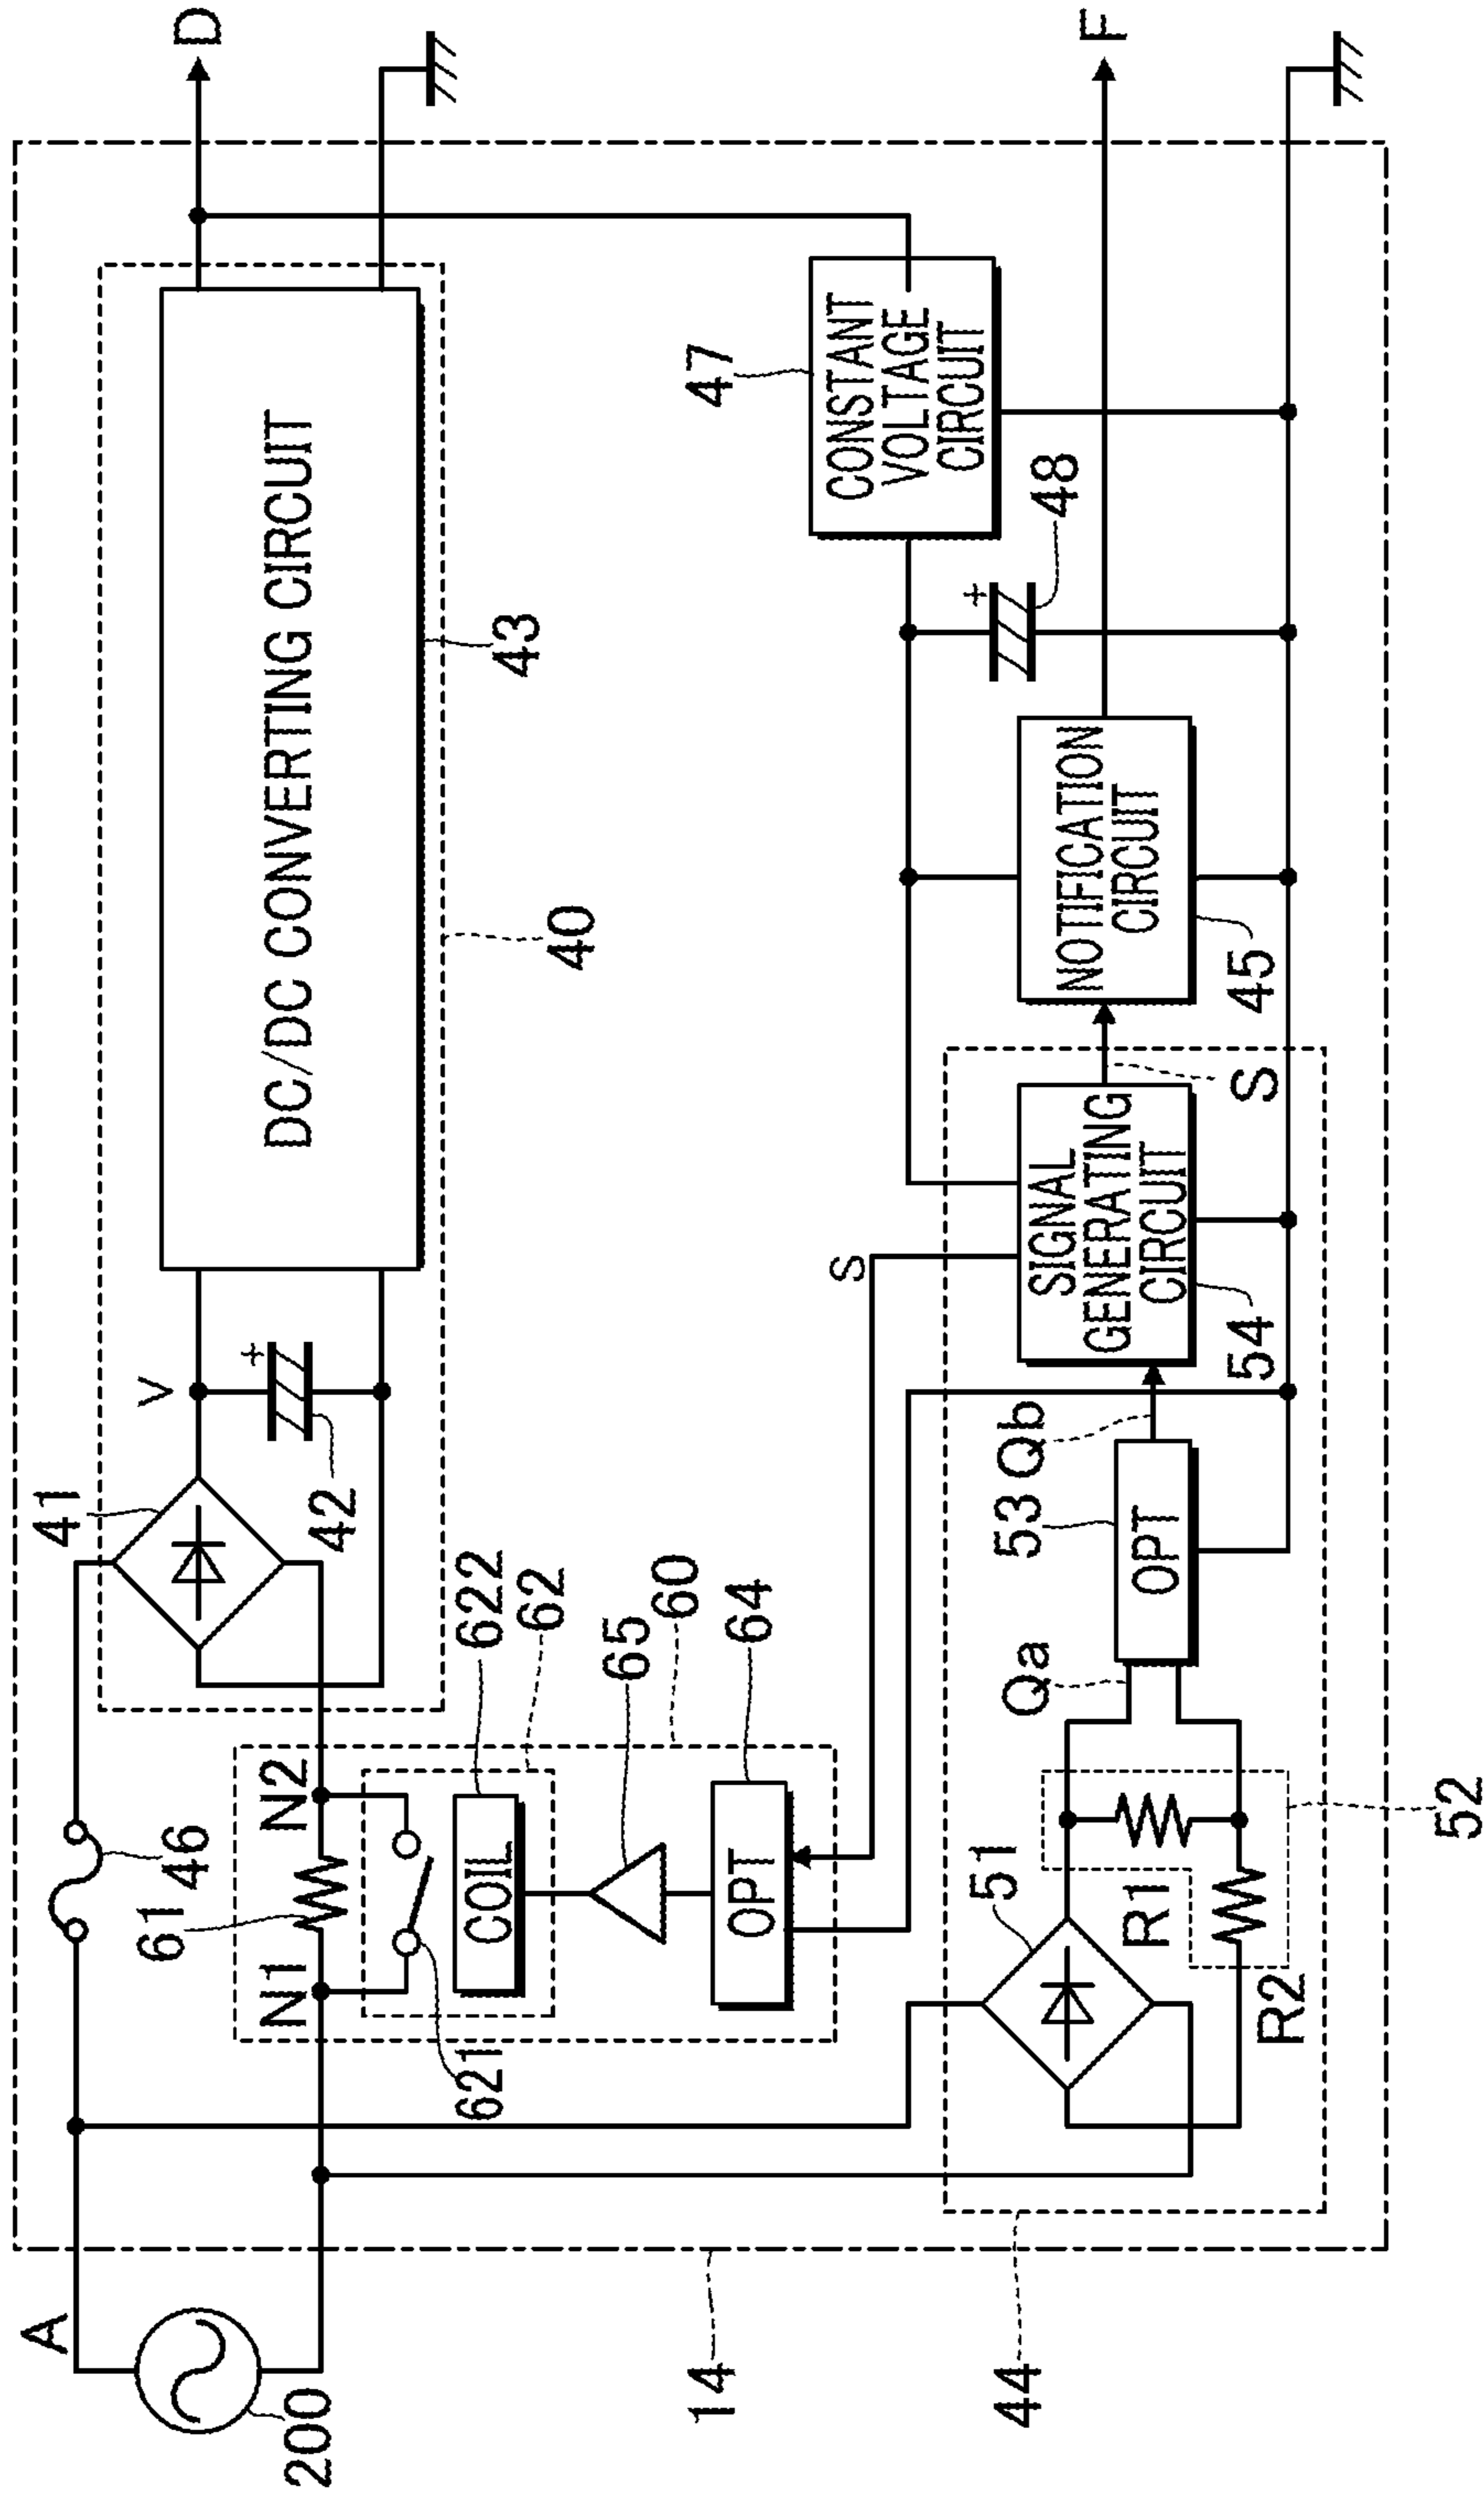 A
200
14
44
46
61
N1
N2
621
622
62
65
60
64
41
V
42
DC/DC CONVERTING CIRCUIT
43
40
D
47
CONSTANT
VOLTAGE
CIRCUIT
+
48
+
NOTIFICATION
CIRCUIT
45
F
S
SIGNAL
GENERATING
CIRCUIT
54
S
Qb
53
OPT
Qa
COIL
OPT
51
R1
R2
52